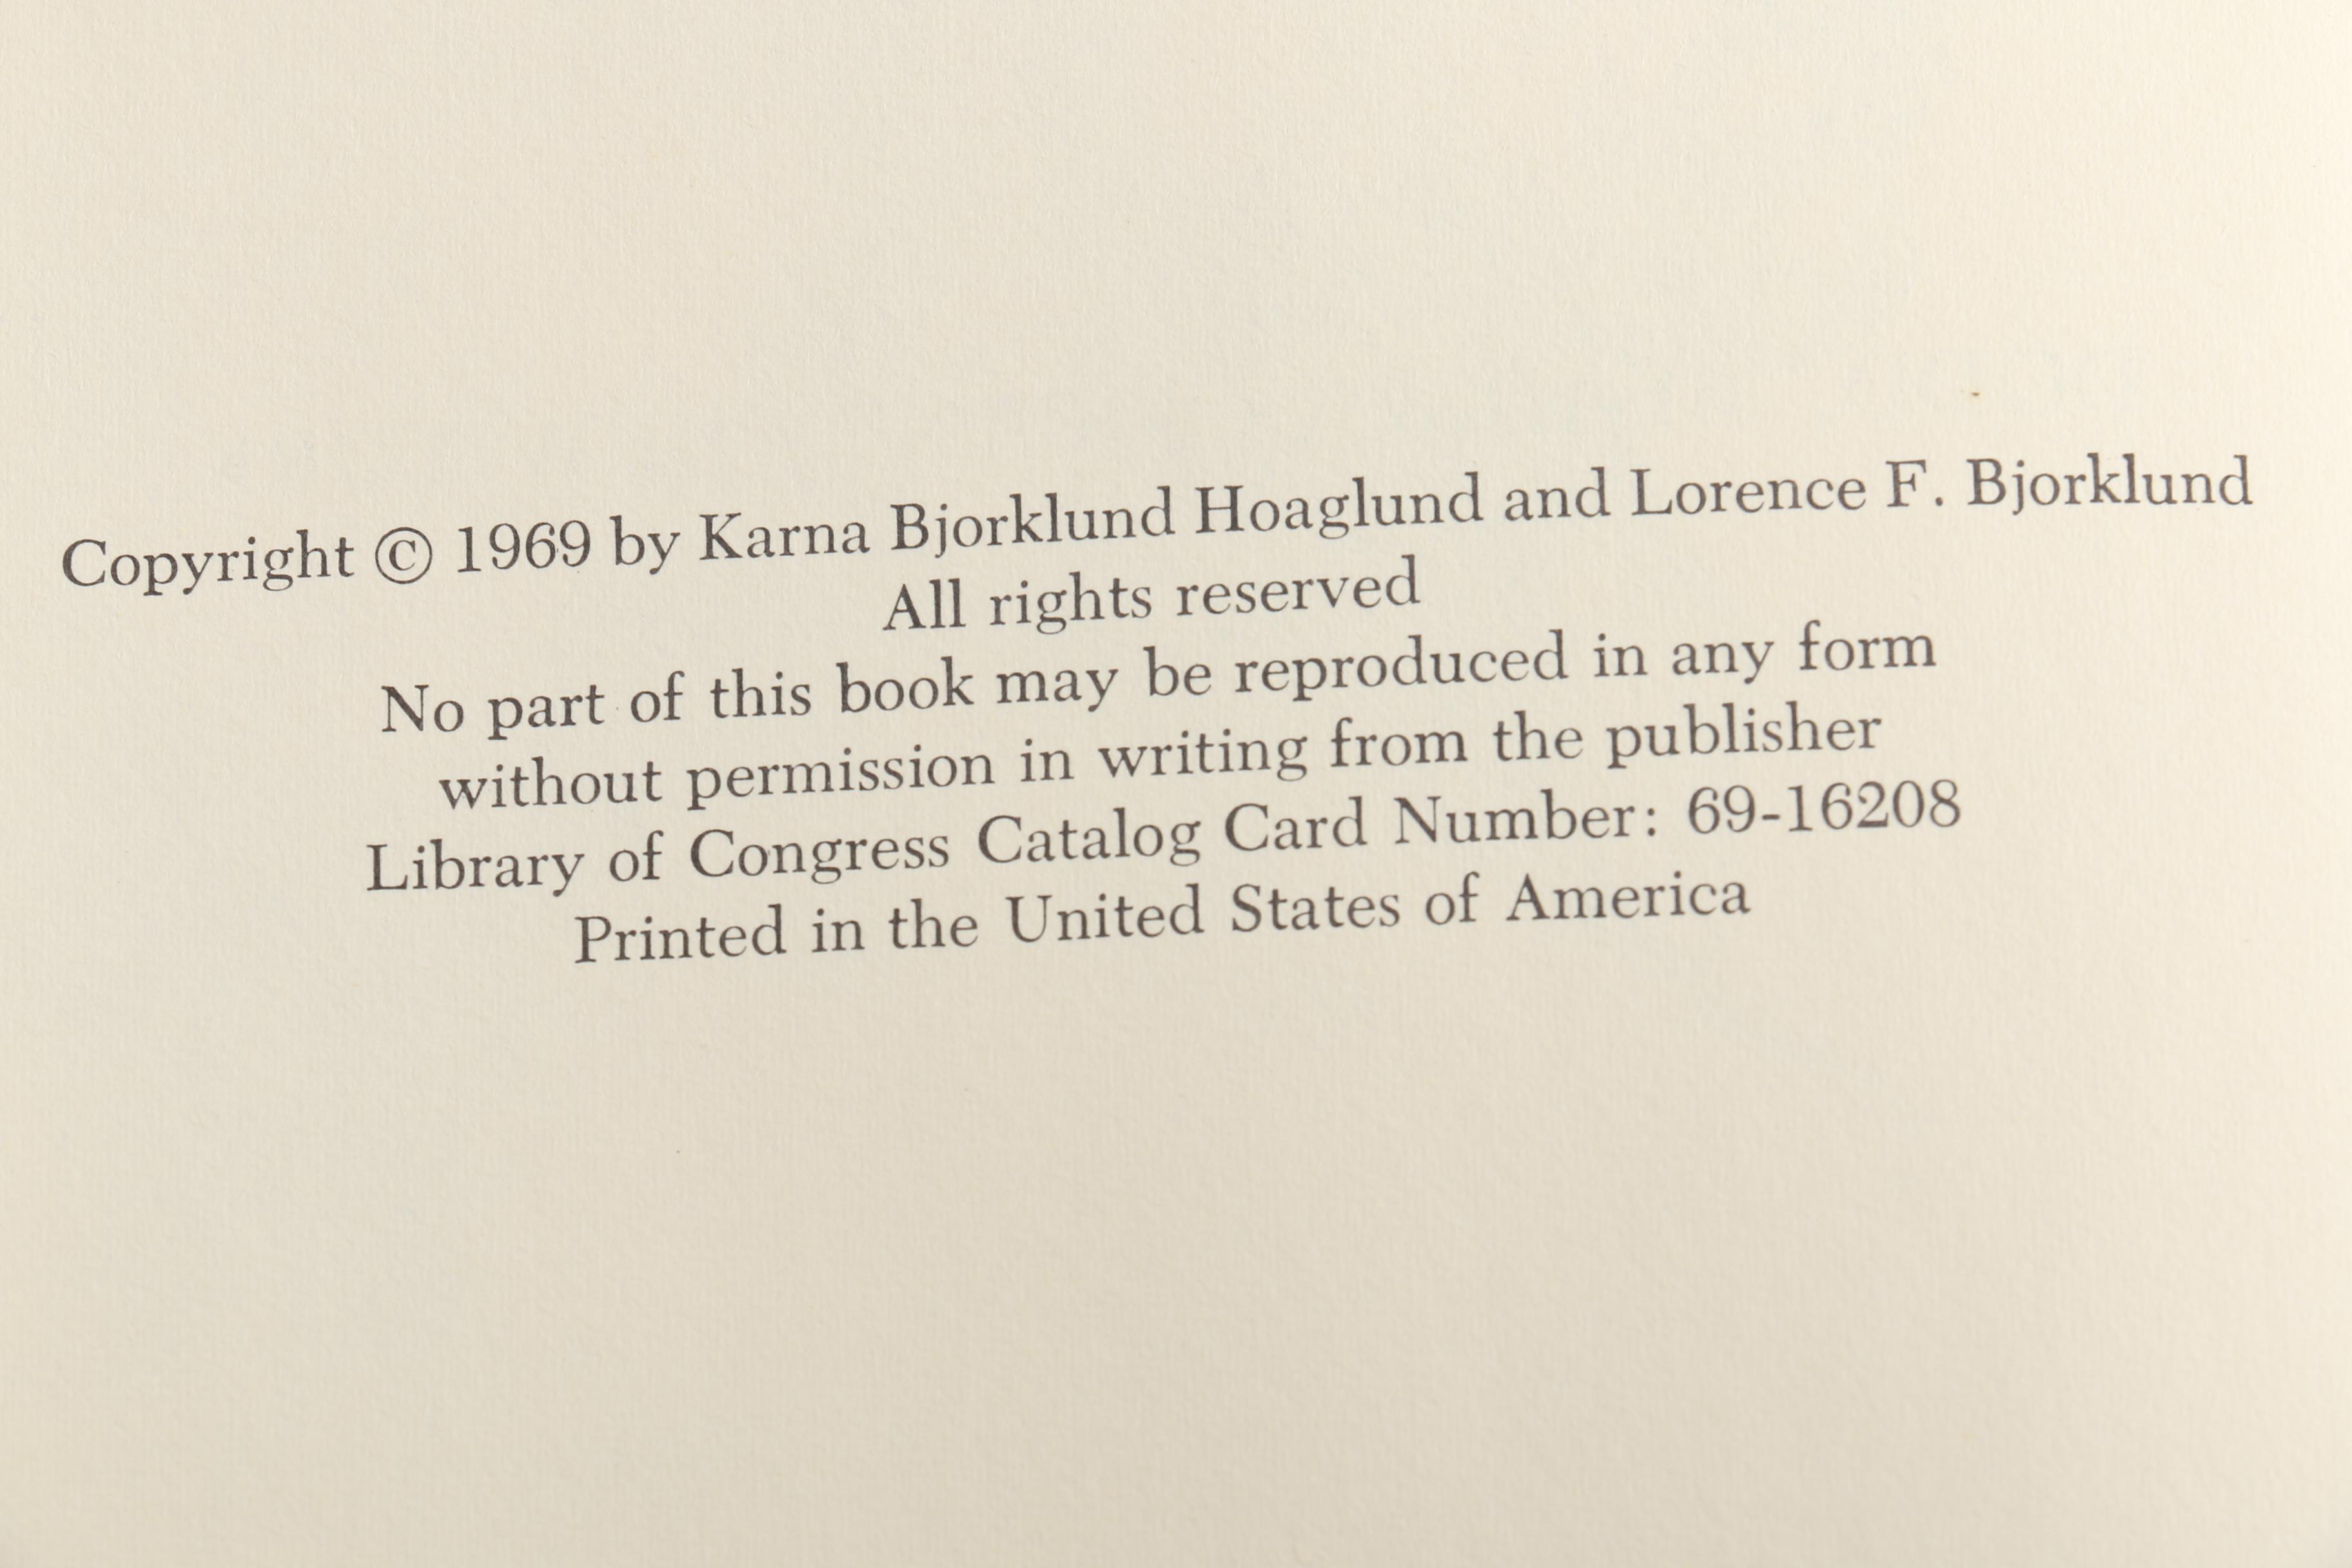 Copyright © 1969 by Karna Bjorklund Hoaglund and Lorence F. Bjorklund
All rights reserved
No part of this book may be reproduced in any form
without permission in writing from the publisher
Library of Congress Catalog Card Number: 69-16208
Printed in the United States of America